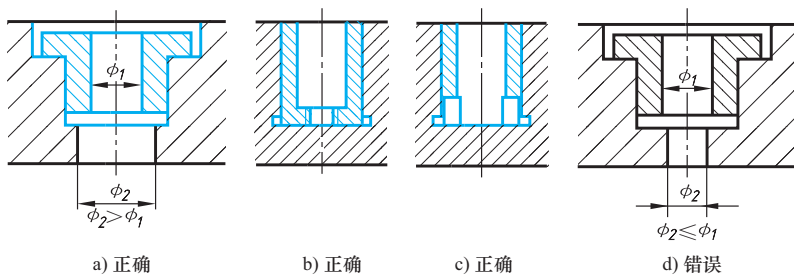 ϕ₁
ϕ₂
ϕ₂>ϕ₁
ϕ₁
ϕ₂
ϕ₂≤ϕ₁
a) 正确
b) 正确
c) 正确
d) 错误